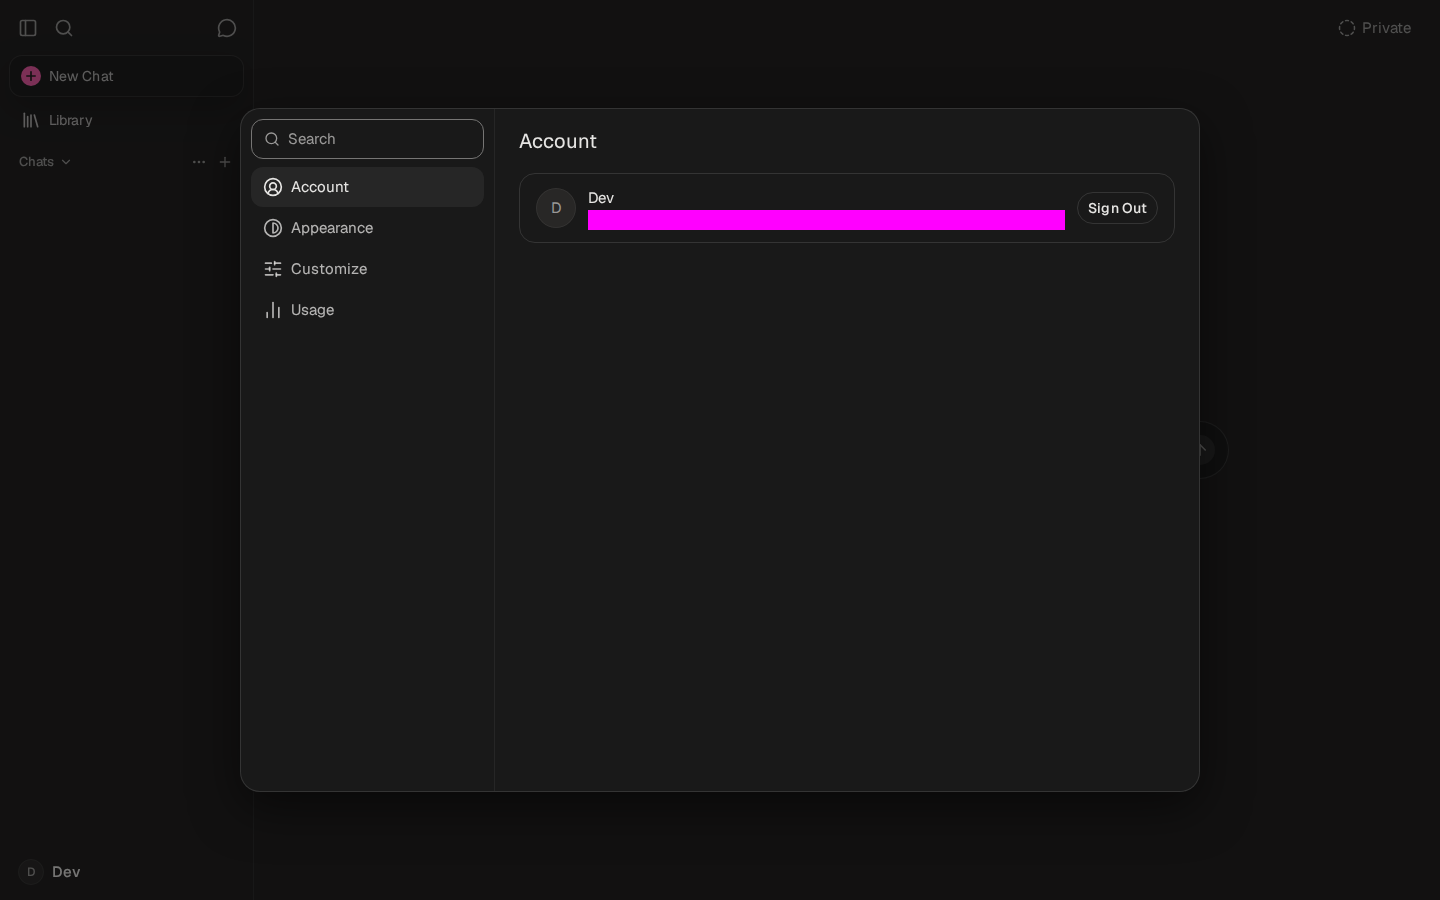 Private
New Chat
Library
Chats
Search
Account
Appearance
Customize
Usage
Account
D
Dev
Sign Out
D
Dev